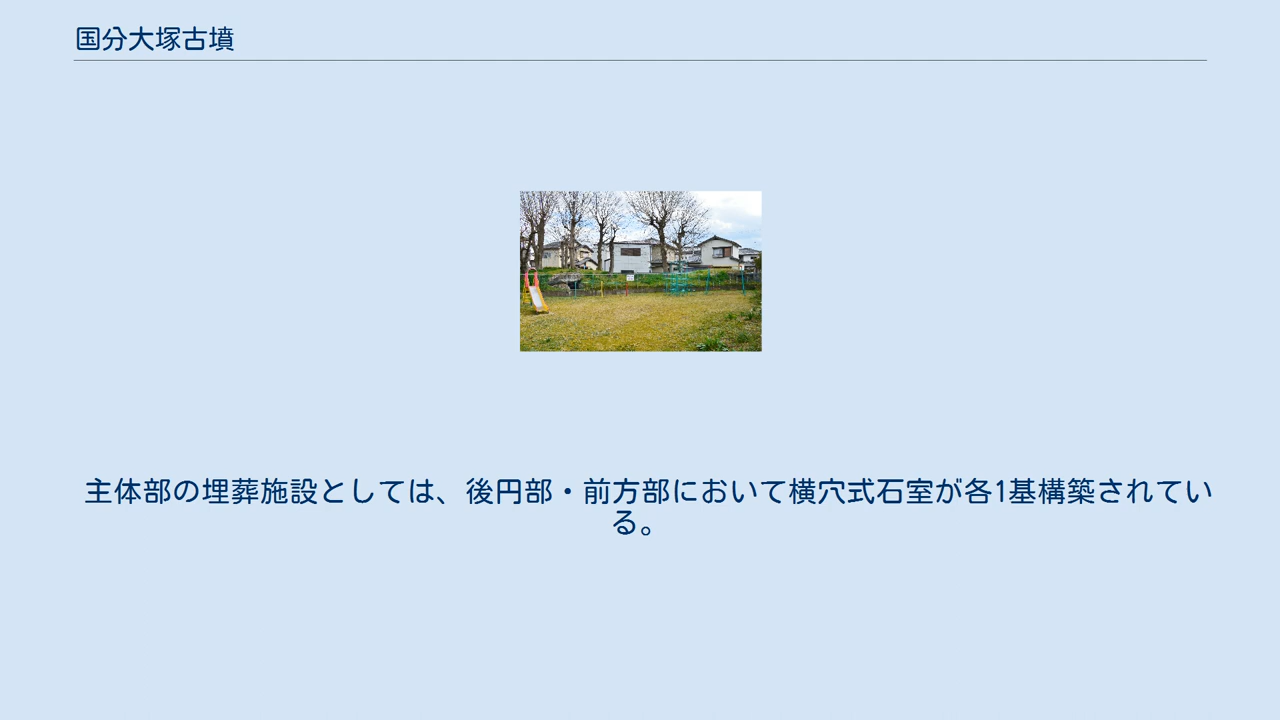 国分大塚古墳
主体部の埋葬施設としては、後円部・前方部において横穴式石室が各1基構築されてい
る。